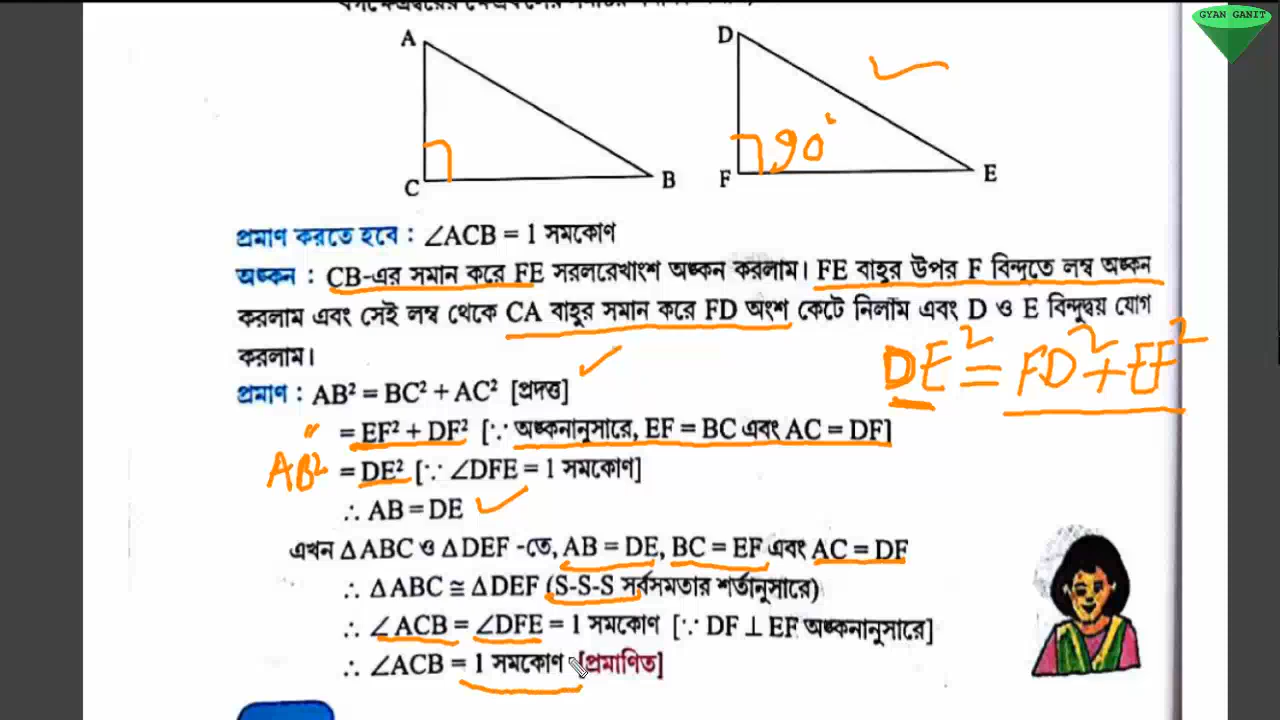 GYAN GANIT
A
D
90°
C
B
F
E
প্রমাণ করতে হবে : ∠ACB = 1 সমকোণ
অঙ্কন : CB-এর সমান করে FE সরলরেখাংশ অঙ্কন করলাম। FE বাহুর উপর F বিন্দুতে লম্ব অঙ্কন
করলাম এবং সেই লম্ব থেকে CA বাহুর সমান করে FD অংশ কেটে নিলাম এবং D ও E বিন্দুদ্বয় যোগ
করলাম।
DE² = FD² + EF²
প্রমাণ : AB² = BC² + AC² [প্রদত্ত]
= EF² + DF² [∵ অঙ্কনানুসারে, EF = BC এবং AC = DF]
AB² = DE² [∵ ∠DFE = 1 সমকোণ]
∴ AB = DE
এখন △ABC ও △DEF -তে, AB = DE, BC = EF এবং AC = DF
∴ △ABC ≅ △DEF (S-S-S সর্বসমতার শর্তানুসারে)
∴ ∠ACB = ∠DFE = 1 সমকোণ [∵ DF ⊥ EF অঙ্কনানুসারে]
∴ ∠ACB = 1 সমকোণ [প্রমাণিত]